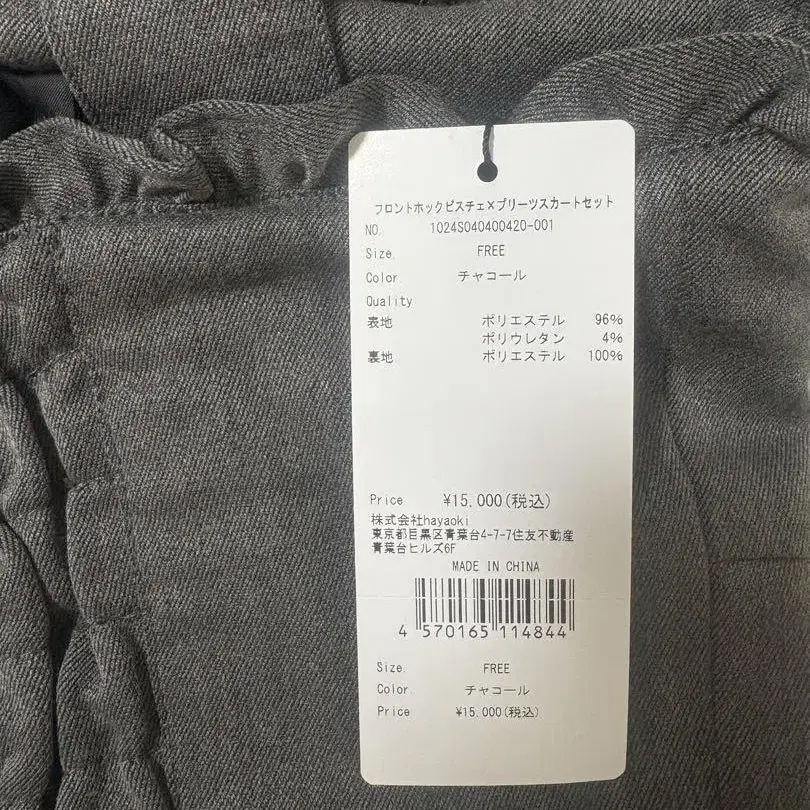 フロントホックビスチェ×プリーツスカートセット
NO. 1024S040400420-001
Size. FREE
Color チャコール
Quality
表地 ポリエステル 96%
ポリウレタン 4%
裏地 ポリエステル 100%
Price ¥15,000(税込)
株式会社hayaoki
東京都目黒区青葉台4-7-7住友不動産
青葉台ヒルズ6F
MADE IN CHINA
4 570165 114844
Size. FREE
Color チャコール
Price ¥15,000(税込)